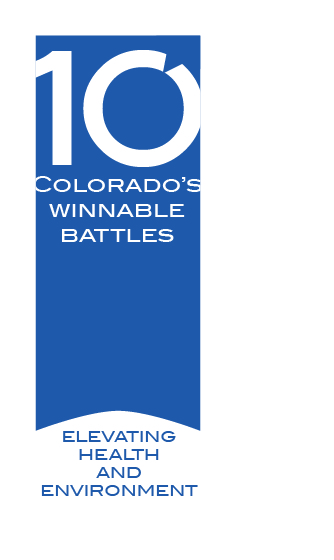 10
COLORADO'S
WINNABLE
BATTLES
ELEVATING
HEALTH
AND
ENVIRONMENT